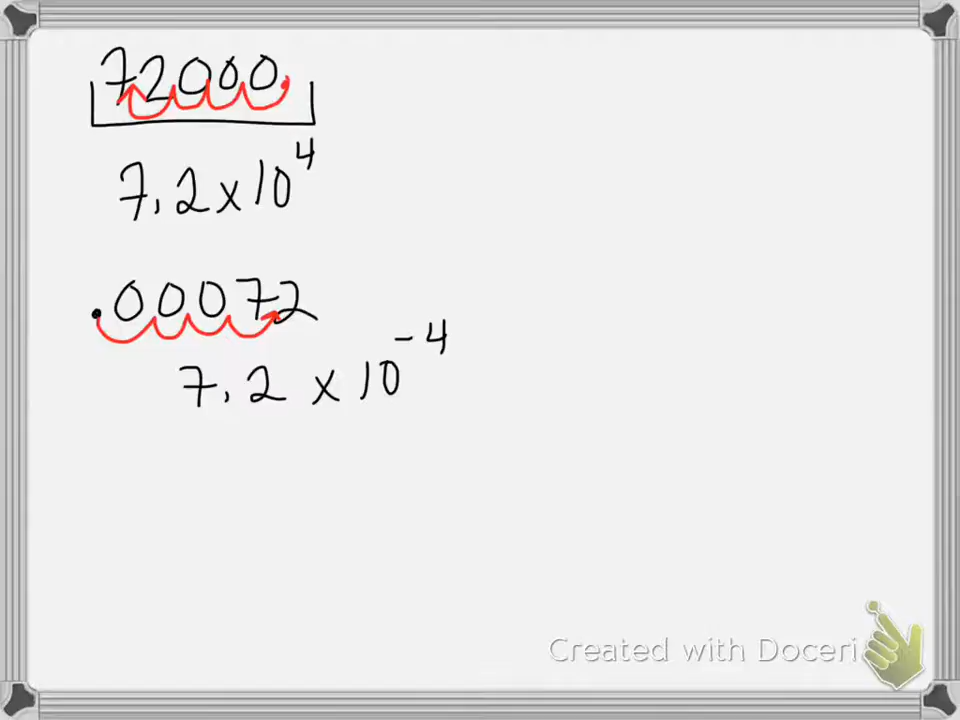 72000.
7.2 x 10^4
.00072
7.2 x 10^-4
Created with Doceri